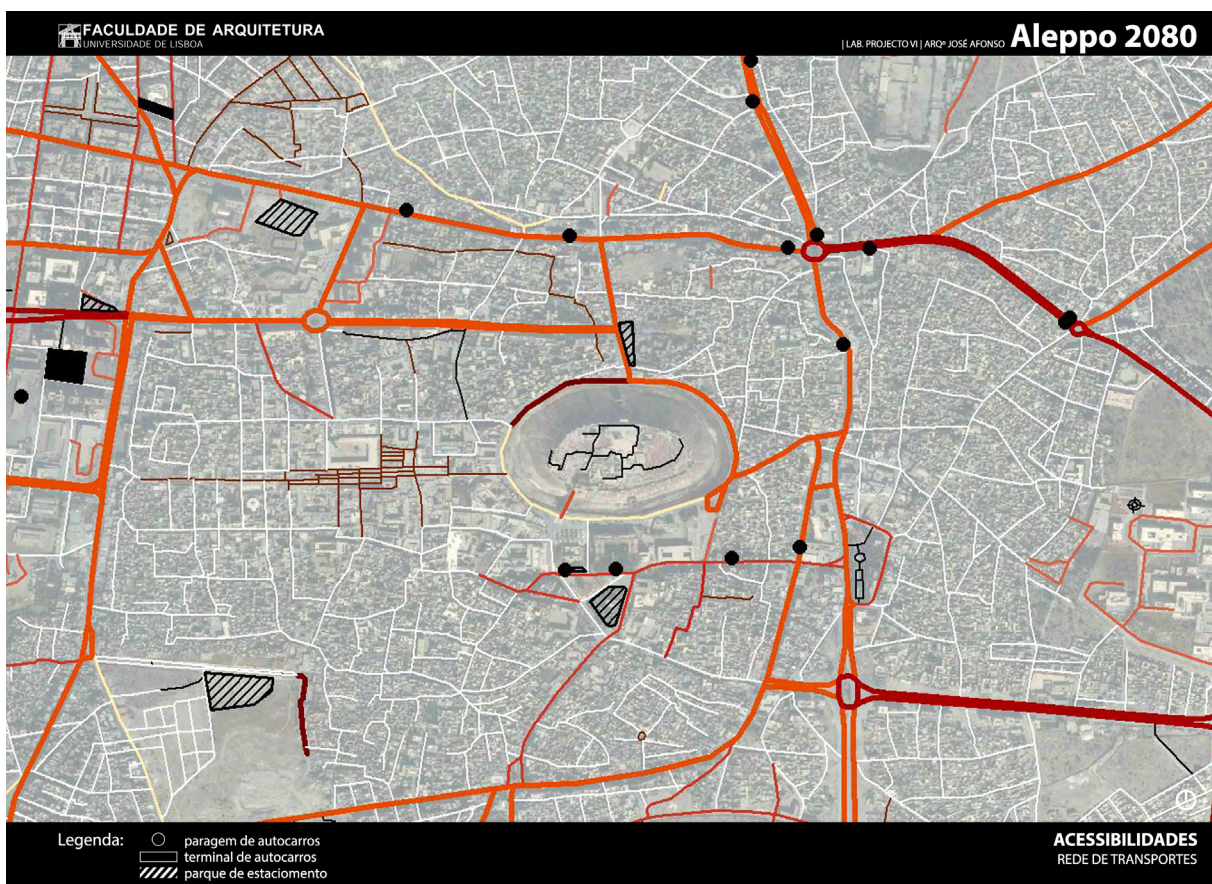 FACULDADE DE ARQUITETURA
UNIVERSIDADE DE LISBOA
| LAB. PROJECTO VI | ARQº JOSÉ AFONSO Aleppo 2080
Legenda:
paragem de autocarros
terminal de autocarros
parque de estaciomento
ACESSIBILIDADES
REDE DE TRANSPORTES